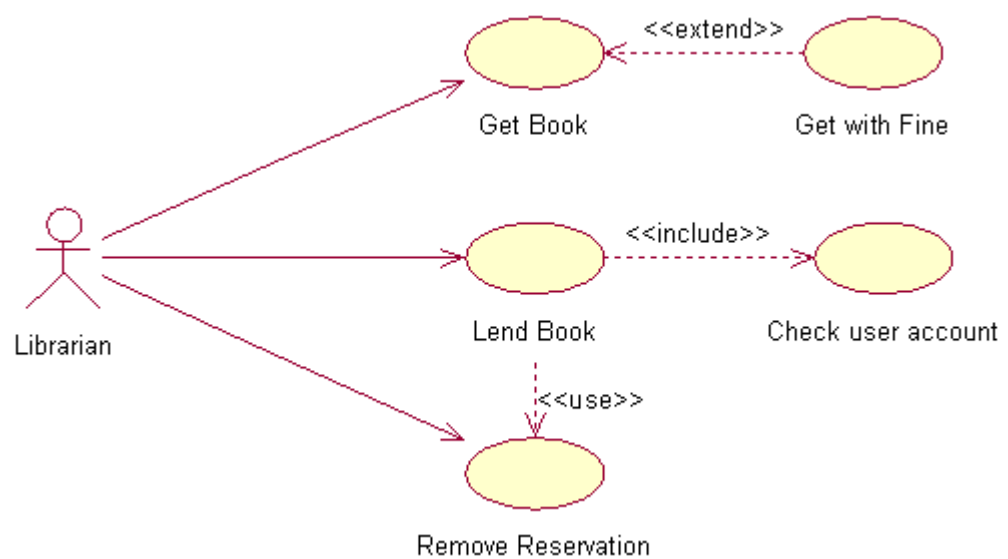 <<extend>>
Get Book
Get with Fine
<<include>>
Librarian
Lend Book
Check user account
<<use>>
Remove Reservation